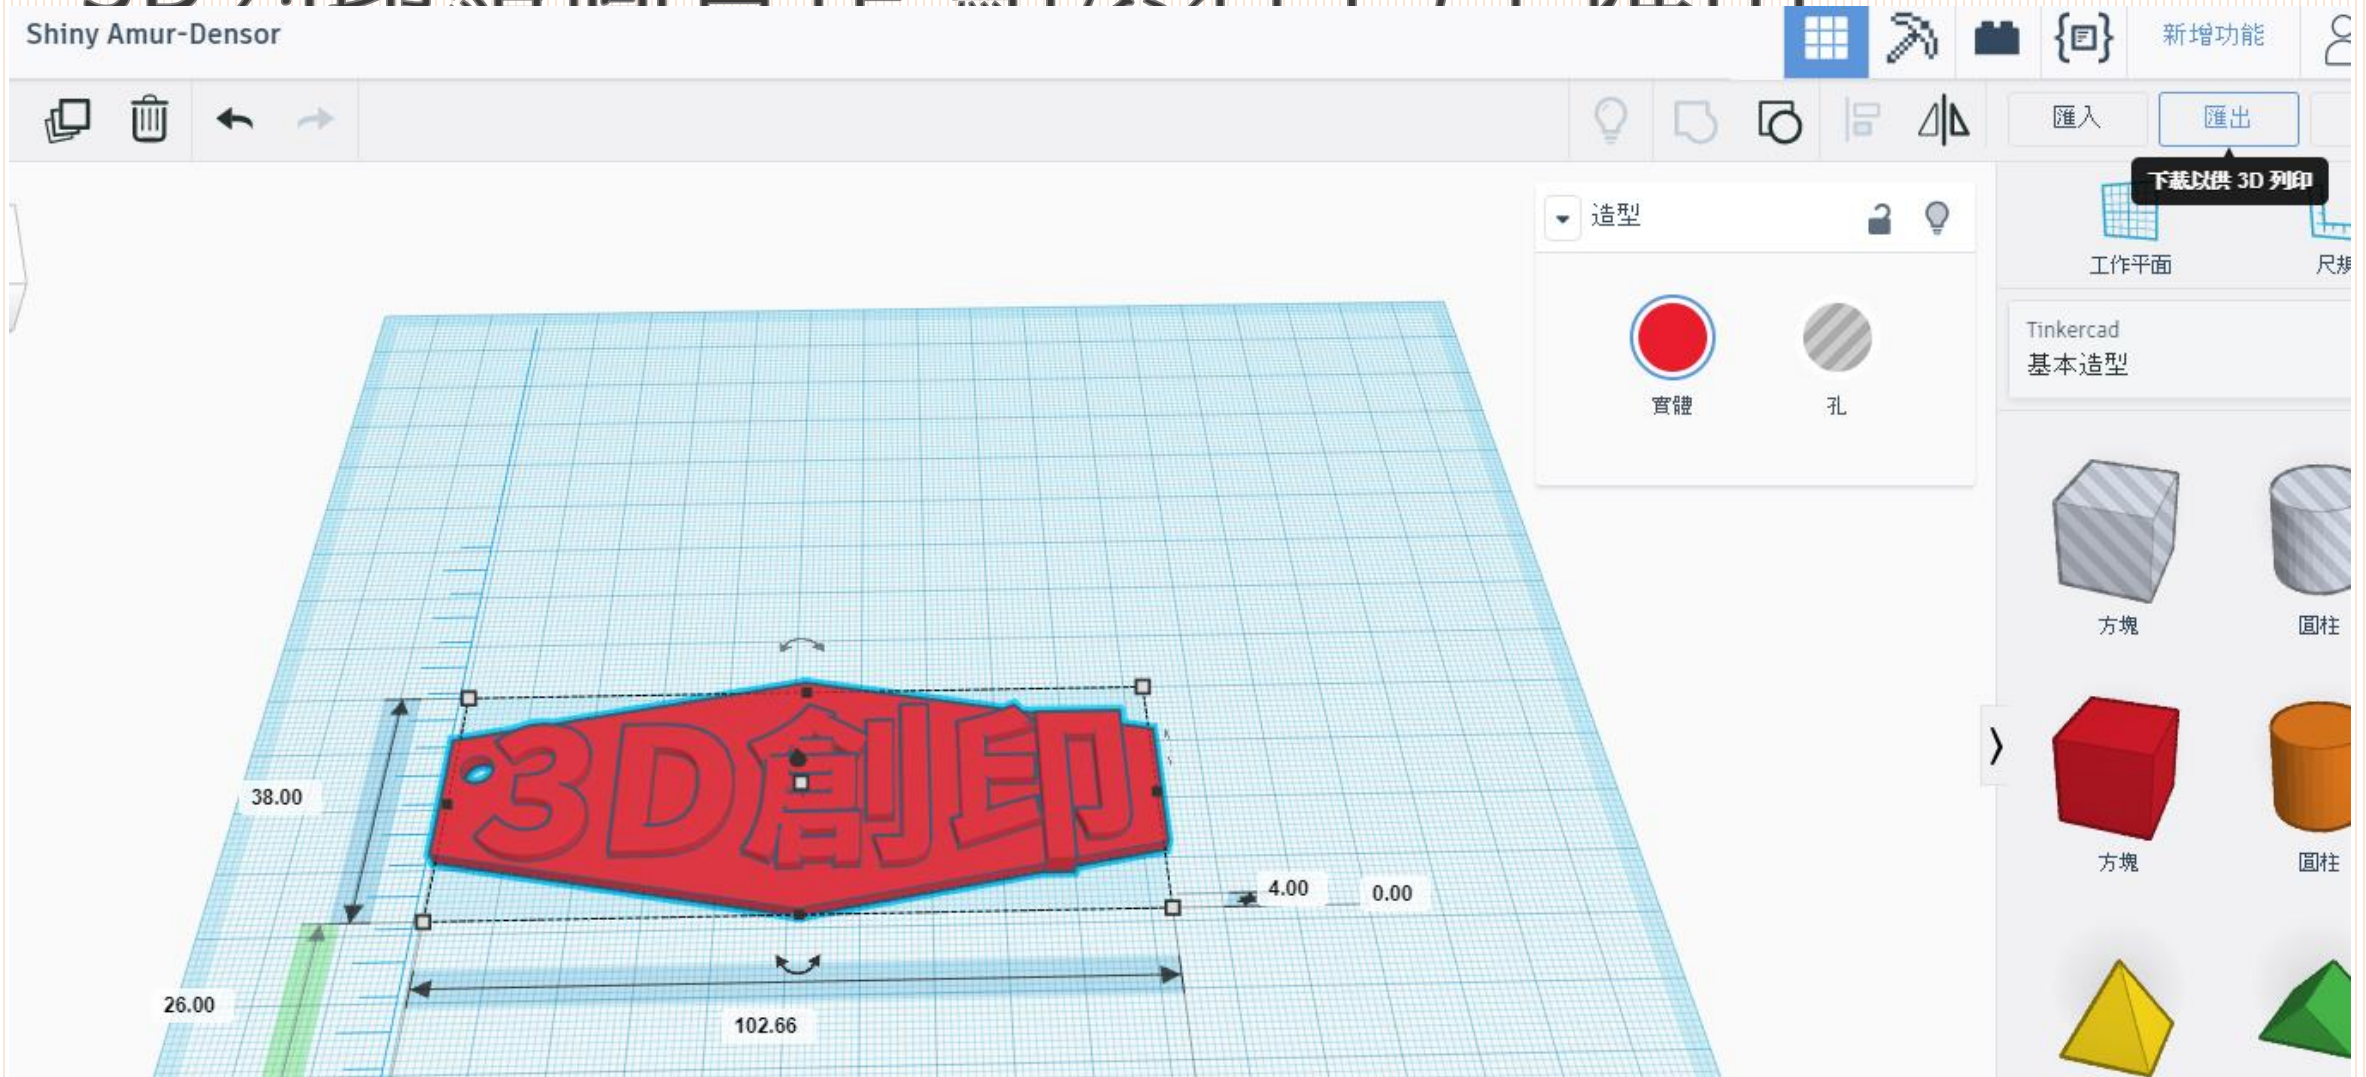 Shiny Amur-Densor
新增功能
匯入
匯出
下載以供 3D 列印
造型
工作平面
尺規
Tinkercad
基本造型
實體
孔
方塊
圓柱
方塊
圓柱
3D創印
38.00
4.00
0.00
26.00
102.66